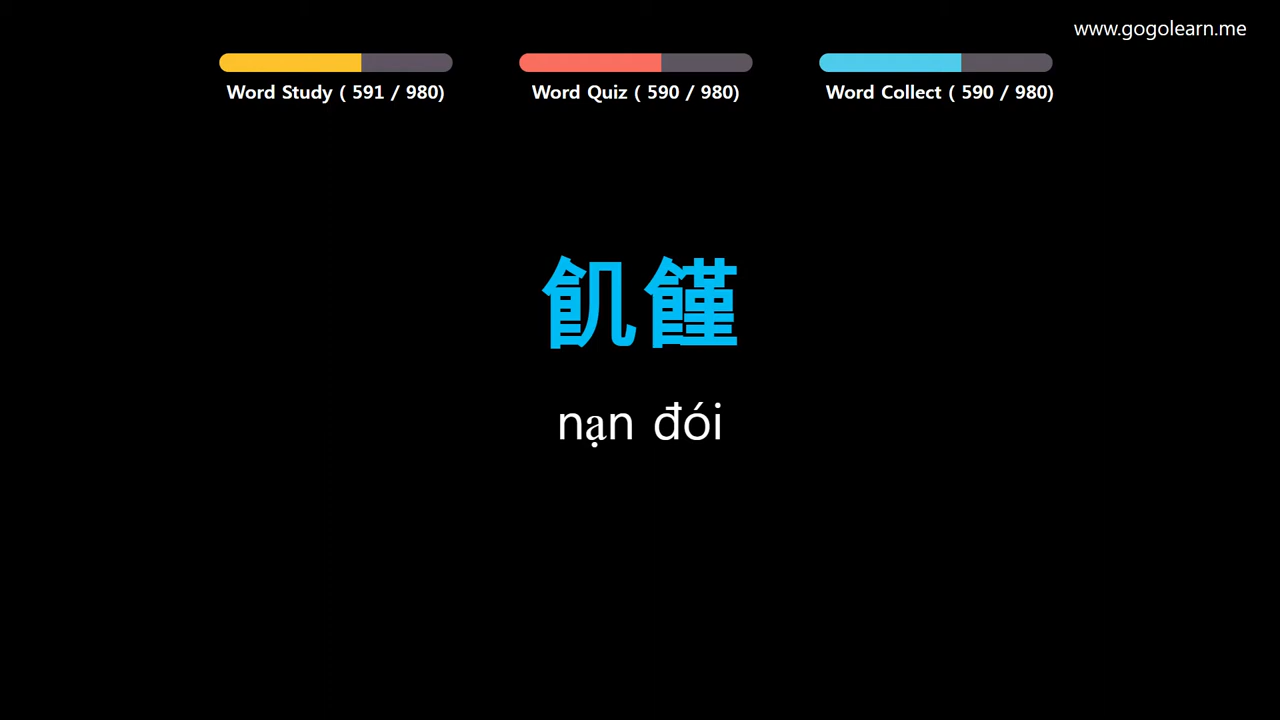 www.gogolearn.me
Word Study ( 591 / 980)
Word Quiz ( 590 / 980)
Word Collect ( 590 / 980)
飢饉
nạn đói